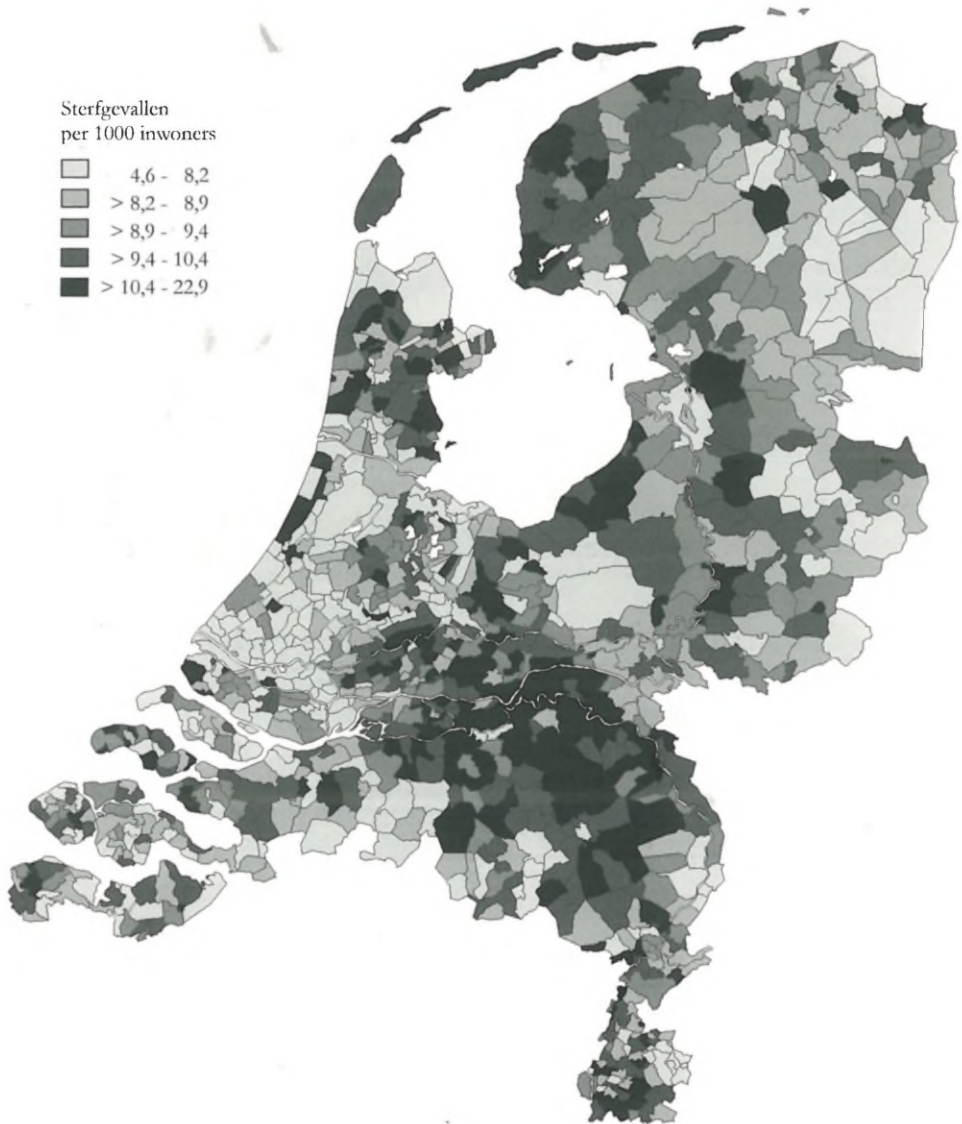 Sterfgevallen
per 1000 inwoners
4,6 - 8,2
> 8,2 - 8,9
> 8,9 - 9,4
> 9,4 - 10,4
> 10,4 - 22,9